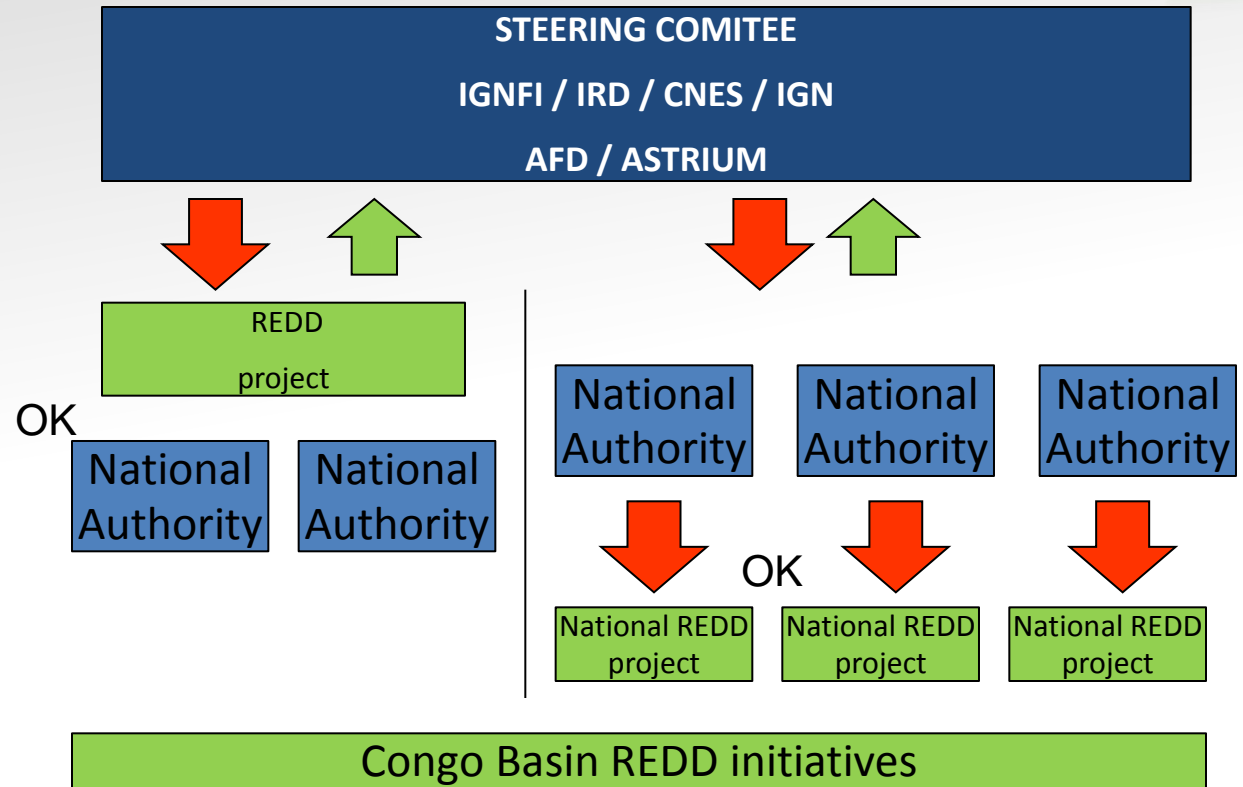 STEERING COMITEE
IGNFI / IRD / CNES / IGN
AFD / ASTRIUM
REDD
project
OK
National
Authority
National
Authority
National
Authority
National
Authority
National
Authority
OK
National REDD
project
National REDD
project
National REDD
project
Congo Basin REDD initiatives